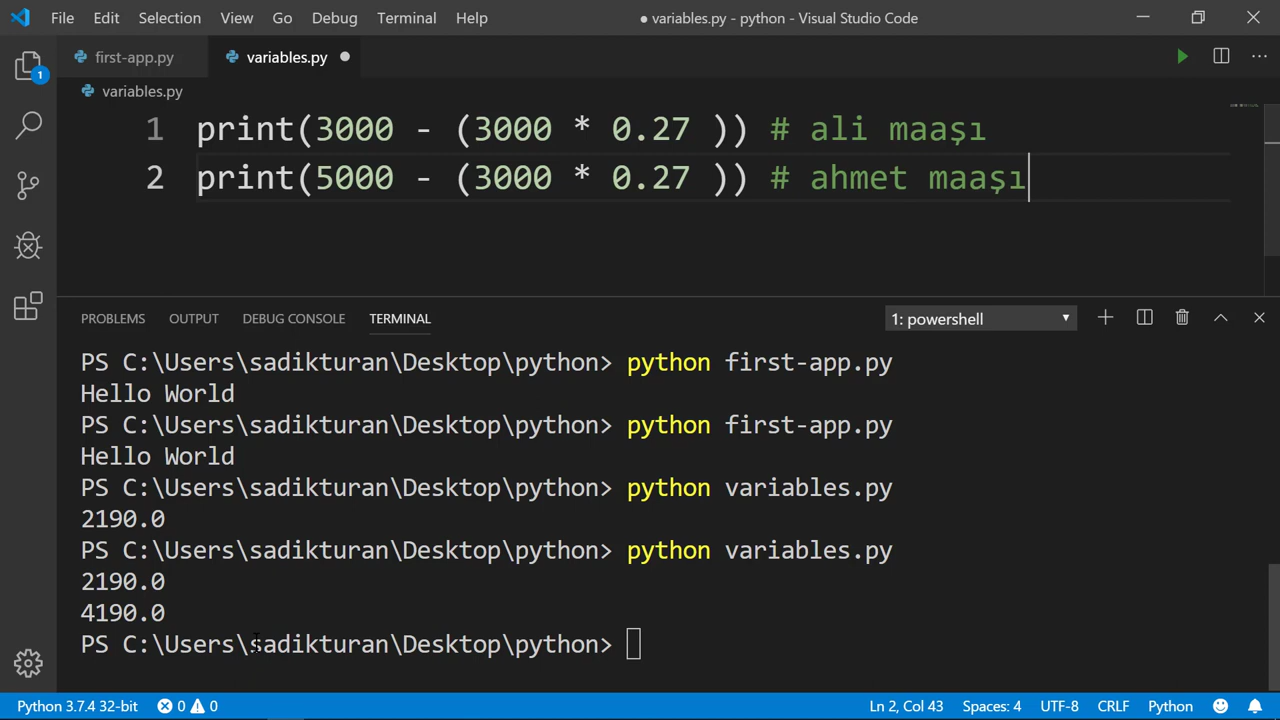 File Edit Selection View Go Debug Terminal Help ● variables.py - python - Visual Studio Code
first-app.py variables.py ●
1
variables.py
1 print(3000 - (3000 * 0.27 )) # ali maaşı
2 print(5000 - (3000 * 0.27 )) # ahmet maaşı
PROBLEMS OUTPUT DEBUG CONSOLE TERMINAL 1: powershell
PS C:\Users\sadikturan\Desktop\python> python first-app.py
Hello World
PS C:\Users\sadikturan\Desktop\python> python first-app.py
Hello World
PS C:\Users\sadikturan\Desktop\python> python variables.py
2190.0
PS C:\Users\sadikturan\Desktop\python> python variables.py
2190.0
4190.0
PS C:\Users\sadikturan\Desktop\python>
Python 3.7.4 32-bit 0 0 Ln 2, Col 43 Spaces: 4 UTF-8 CRLF Python